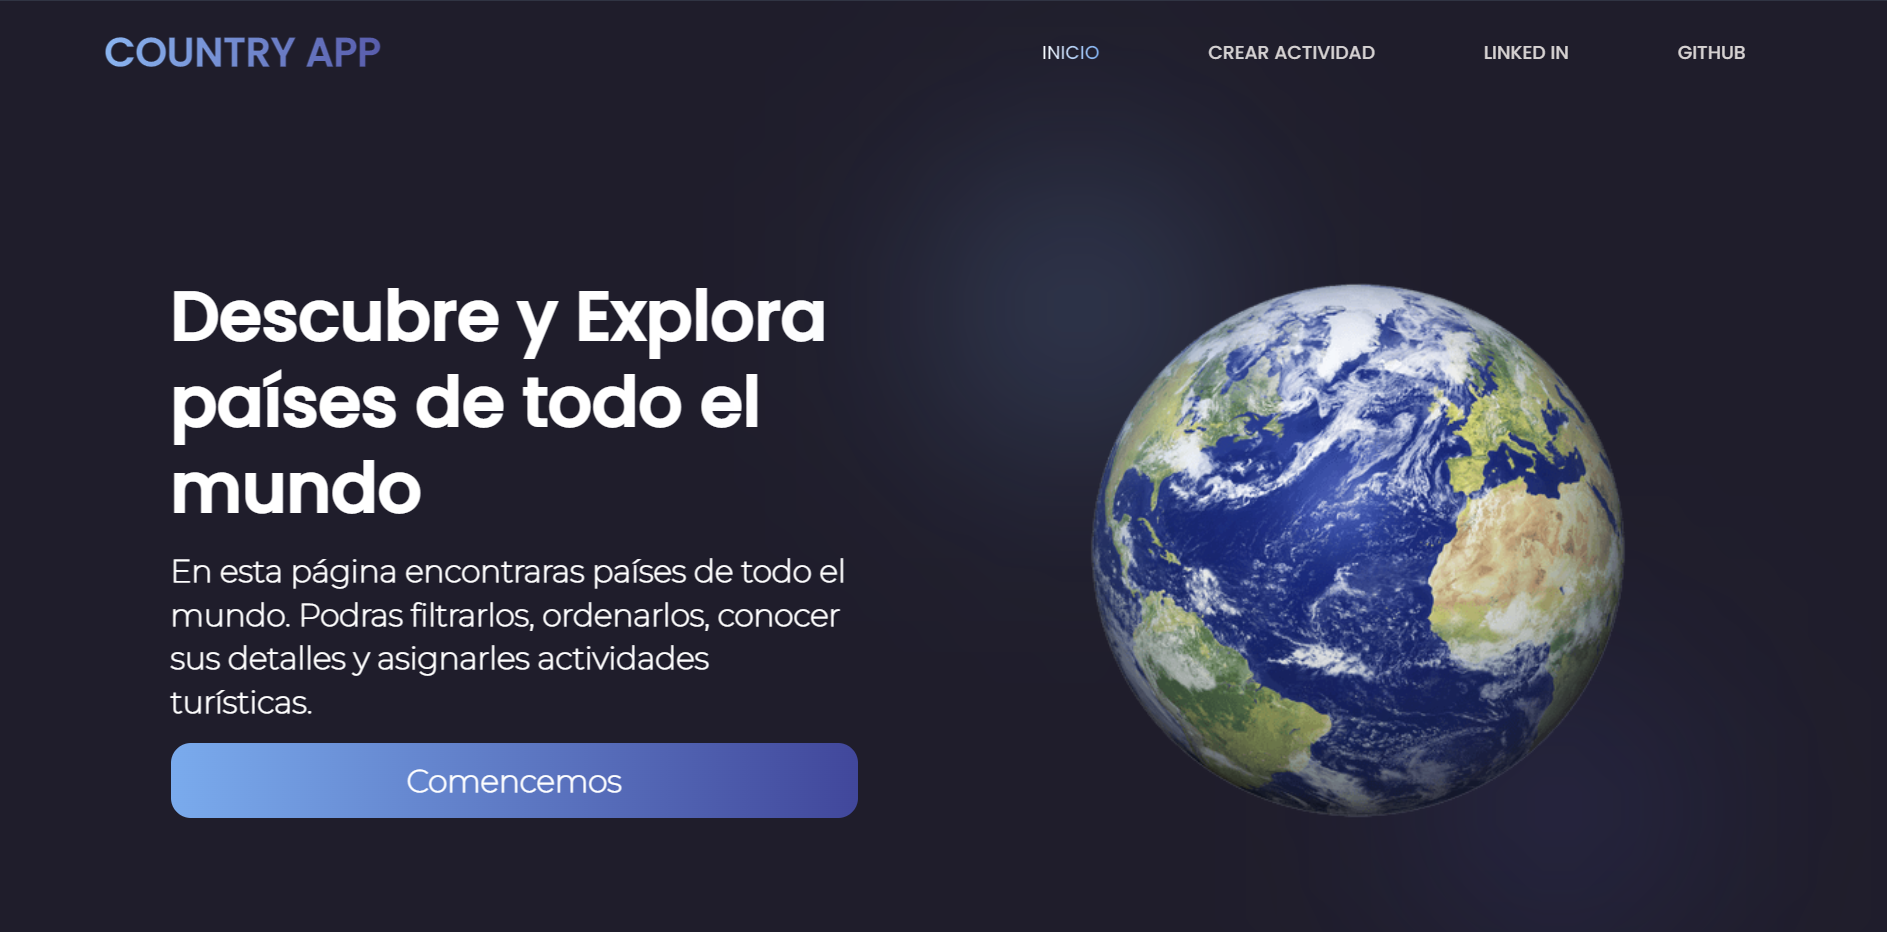 COUNTRY APP
INICIO
CREAR ACTIVIDAD
LINKED IN
GITHUB
Descubre y Explora
países de todo el
mundo
En esta página encontraras países de todo el
mundo. Podras filtrarlos, ordenarlos, conocer
sus detalles y asignarles actividades
turísticas.
Comencemos